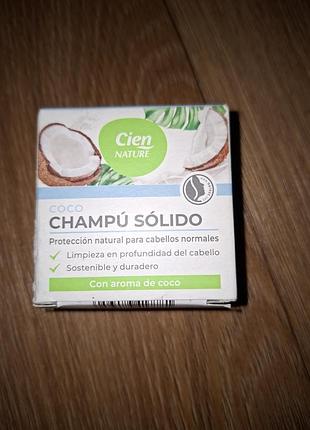 Cien
NATURE
COCO
CHAMPÚ SÓLIDO
Protección natural para cabellos normales
Limpieza en profundidad del cabello
Sostenible y duradero
Con aroma de coco